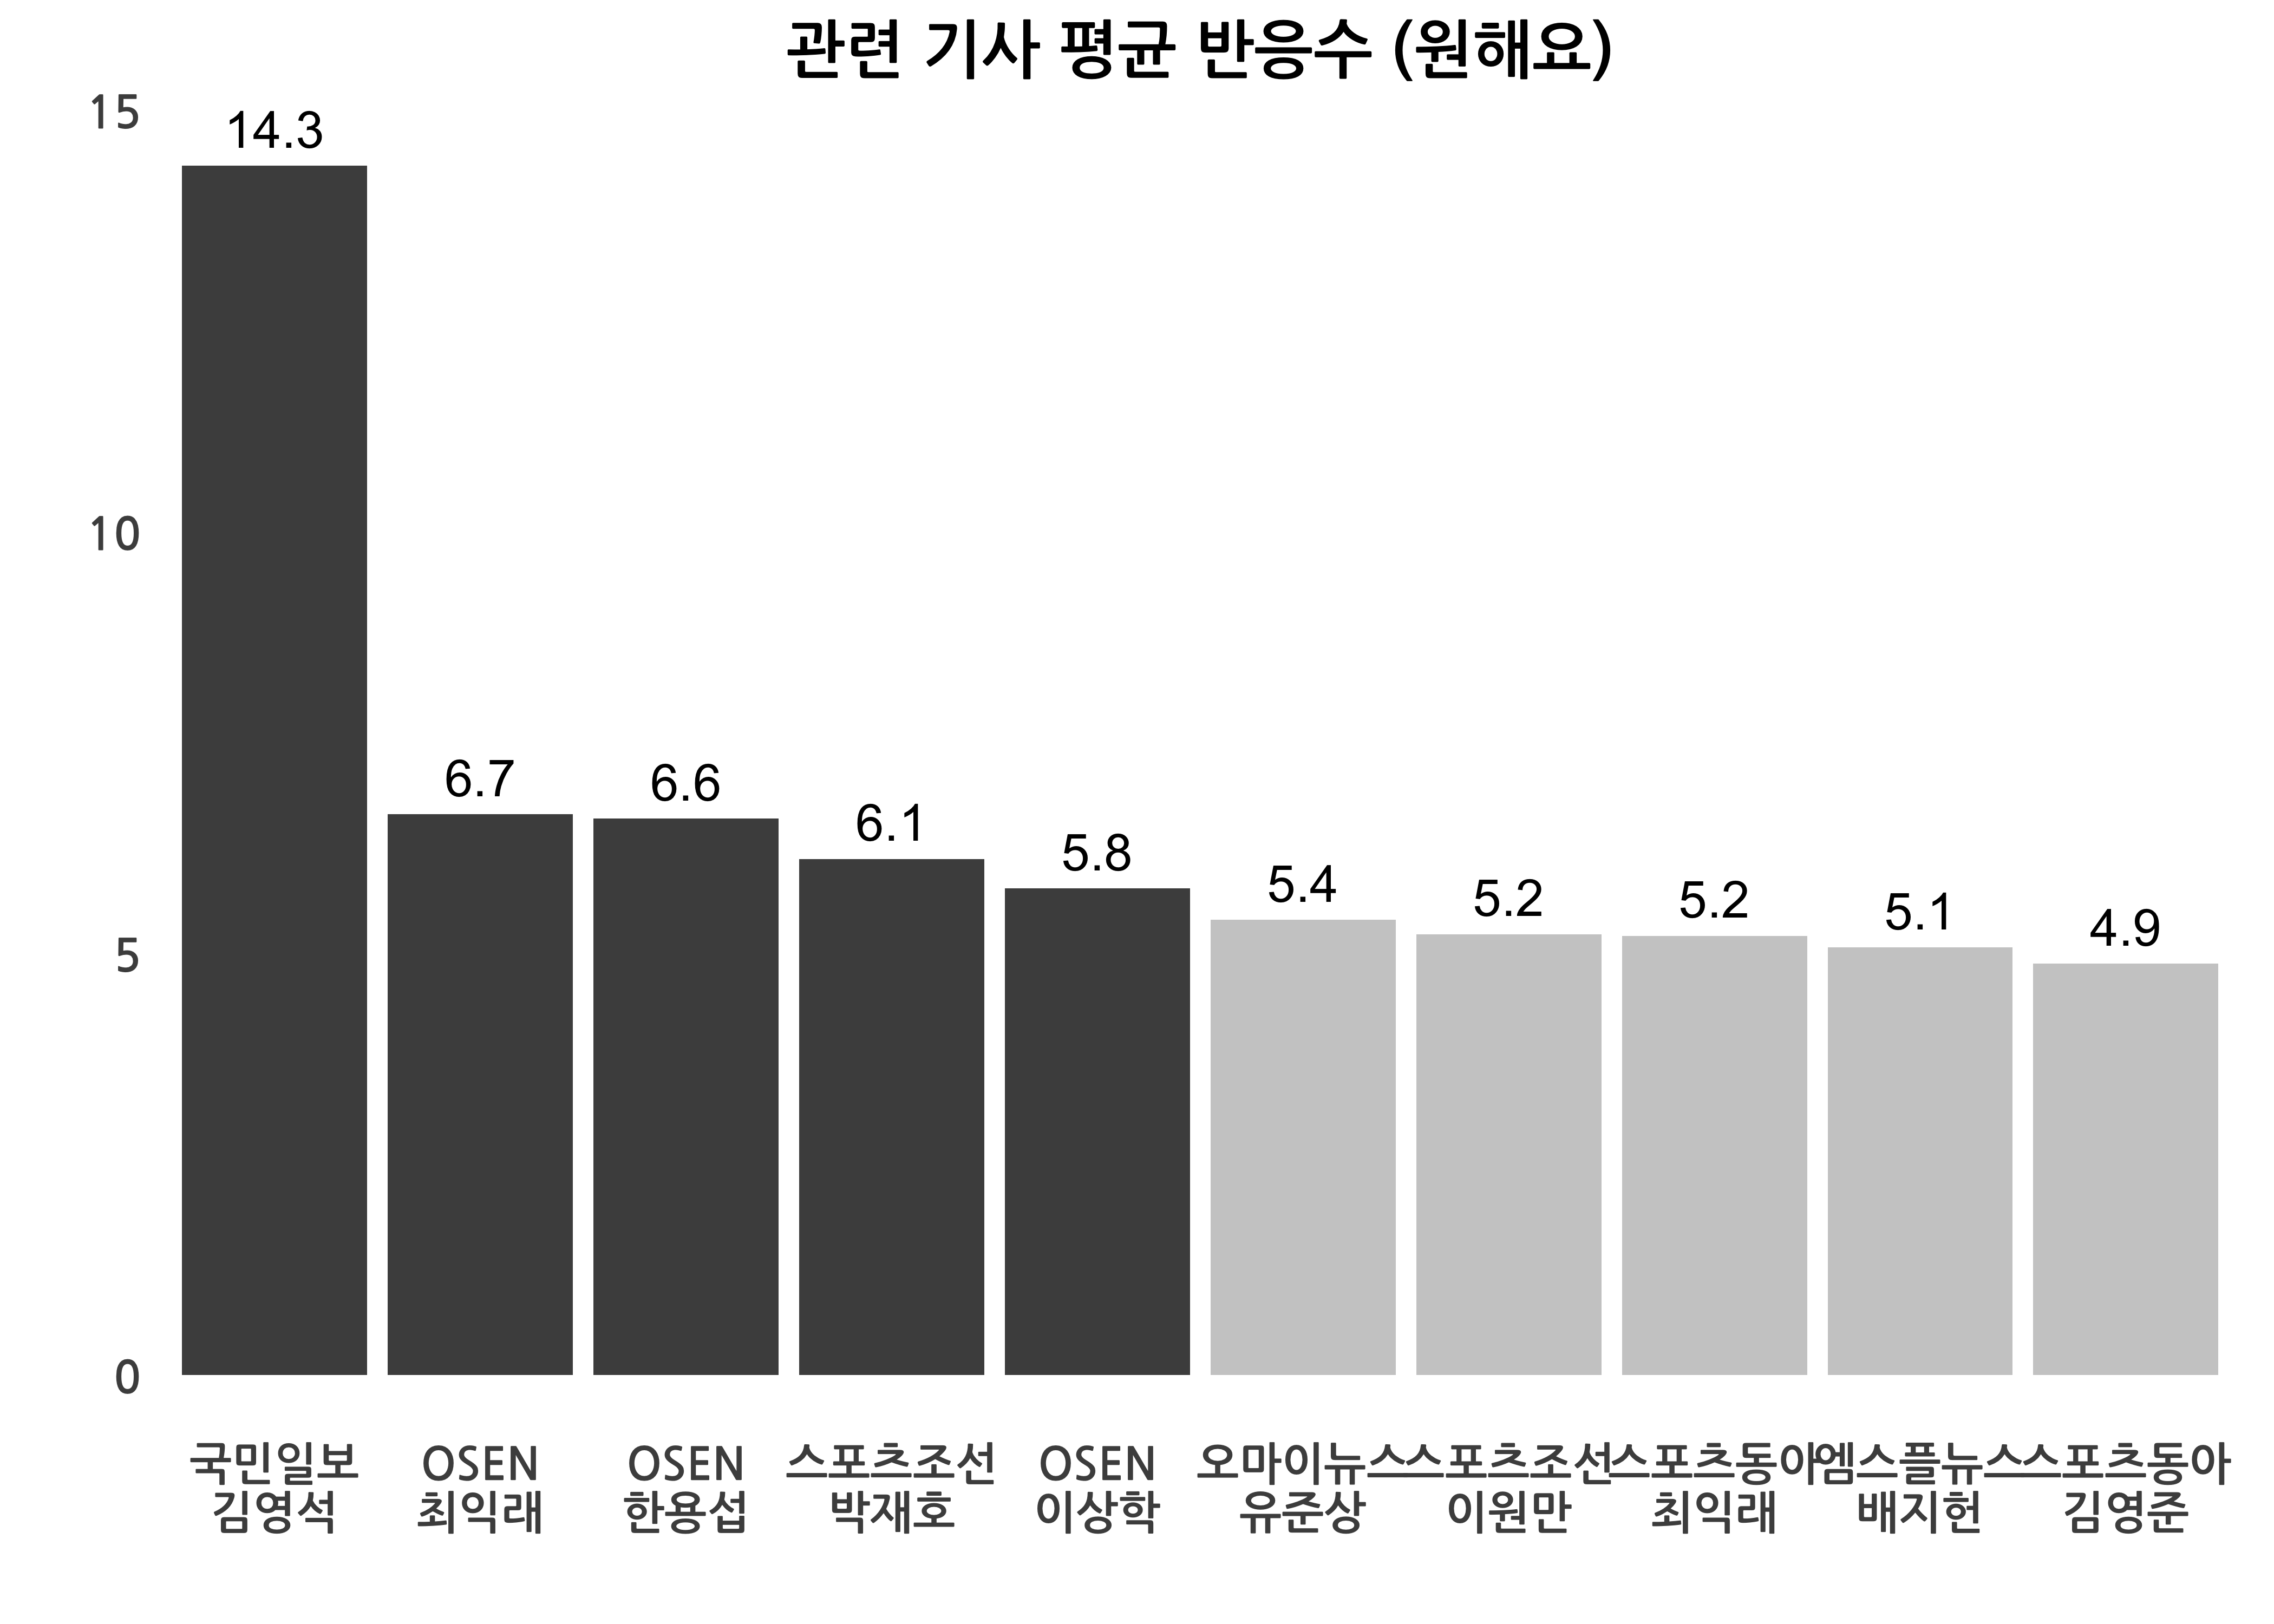 관련 기사 평균 반응수 (원해요)
15
10
5
0
14.3
6.7
6.6
6.1
5.8
5.4
5.2
5.2
5.1
4.9
국민일보
김영석
OSEN
최익래
OSEN
한용섭
스포츠조선
박재호
OSEN
이상학
오마이뉴스
유준상
스포츠조선
이원만
스포츠동아
최익래
엠스플뉴스
배지헌
스포츠동아
김영준